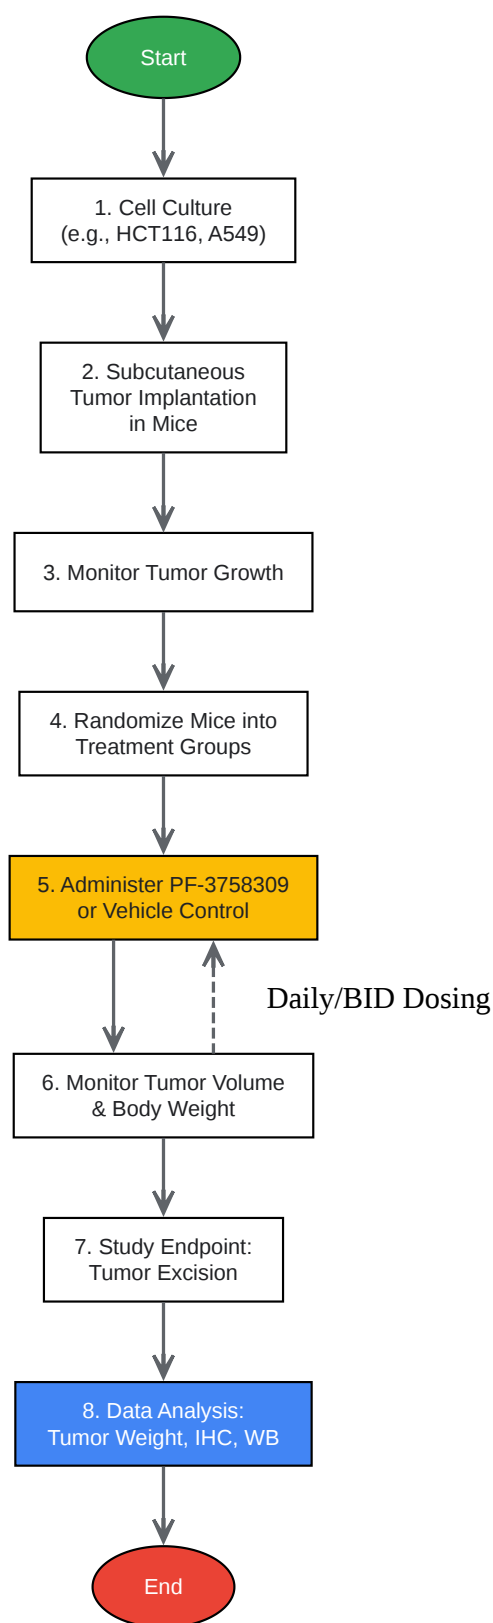 Start
1. Cell Culture
(e.g., HCT116, A549)
2. Subcutaneous
Tumor Implantation
in Mice
3. Monitor Tumor Growth
4. Randomize Mice into
Treatment Groups
5. Administer PF-3758309
or Vehicle Control
Daily/BID Dosing
6. Monitor Tumor Volume
& Body Weight
7. Study Endpoint:
Tumor Excision
8. Data Analysis:
Tumor Weight, IHC, WB
End